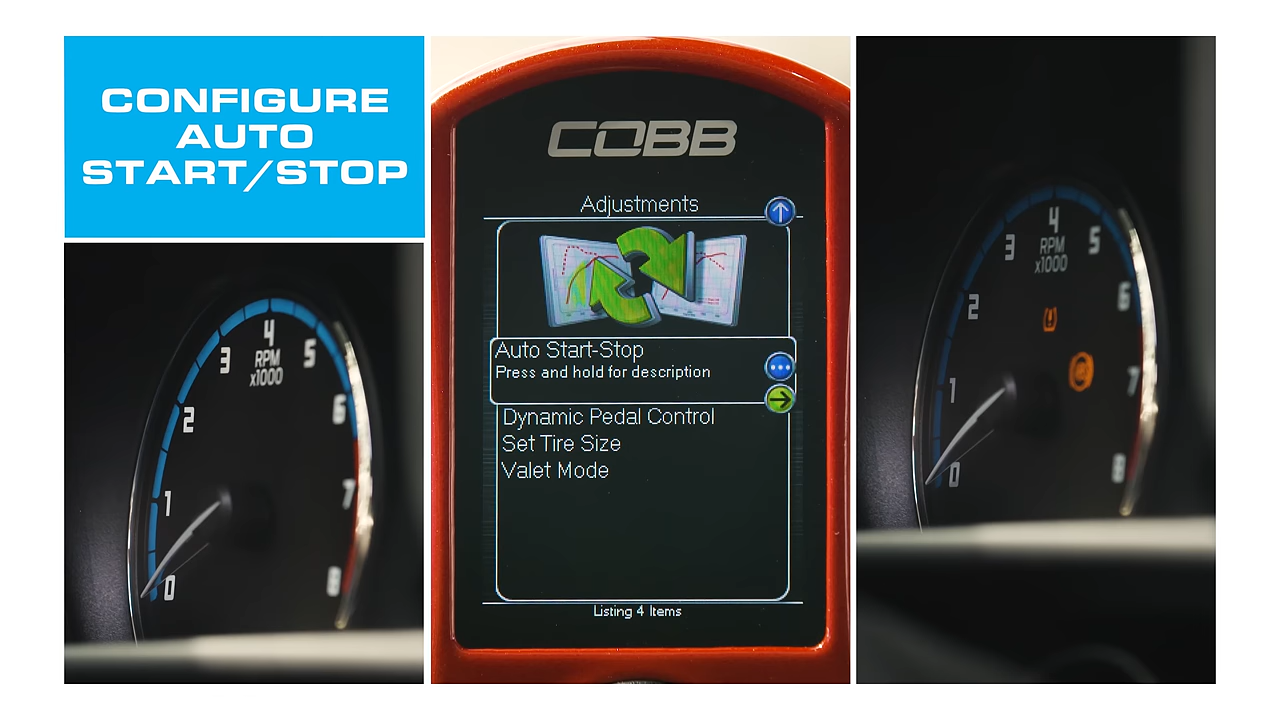 CONFIGURE
AUTO
START/STOP
4
3
5
RPM
x1000
2
6
1
7
0
8
COBB
Adjustments
Auto Start-Stop
Press and hold for description
Dynamic Pedal Control
Set Tire Size
Valet Mode
Listing 4 Items
4
3
5
RPM
x1000
2
6
1
7
0
8